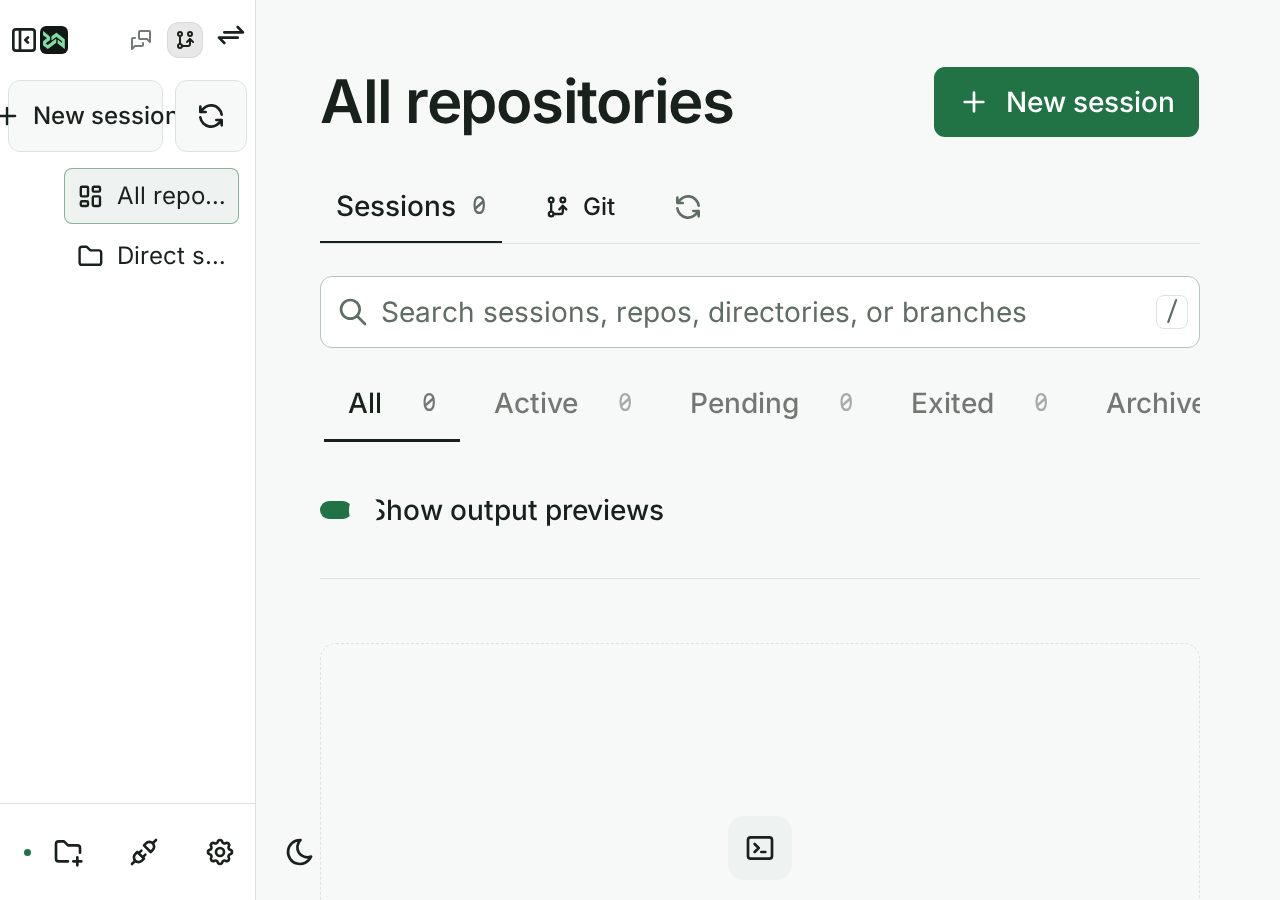 New session
All repo...
Direct s...
All repositories
New session
Sessions 0
Git
Search sessions, repos, directories, or branches
/
All 0 Active 0 Pending 0 Exited 0 Archive
Show output previews